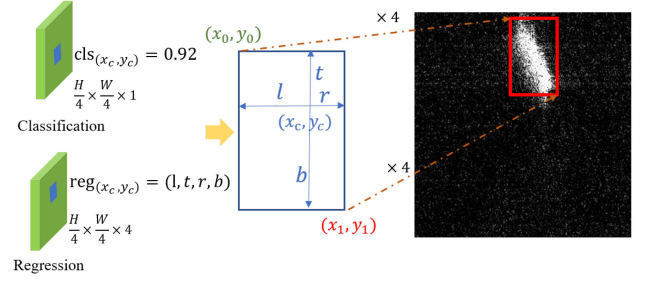 cls(x_c, y_c) = 0.92
H/4 × W/4 × 1
Classification
reg(x_c, y_c) = (l, t, r, b)
H/4 × W/4 × 4
Regression
(x₀, y₀)
t
l
r
(x_c, y_c)
b
(x₁, y₁)
× 4
× 4